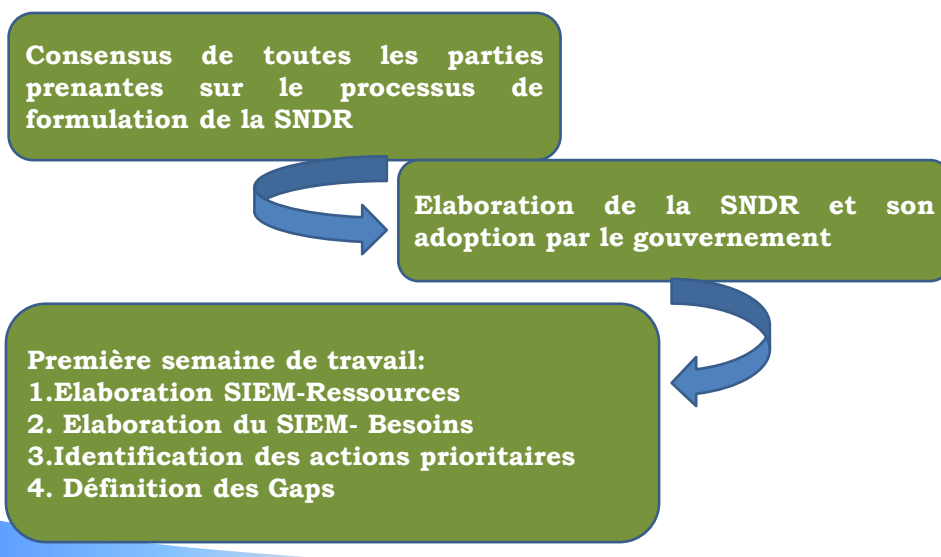 Consensus de toutes les parties
prenantes sur le processus de
formulation de la SNDR
Elaboration de la SNDR et son
adoption par le gouvernement
Première semaine de travail:
1.Elaboration SIEM-Ressources
2. Elaboration du SIEM- Besoins
3.Identification des actions prioritaires
4. Définition des Gaps